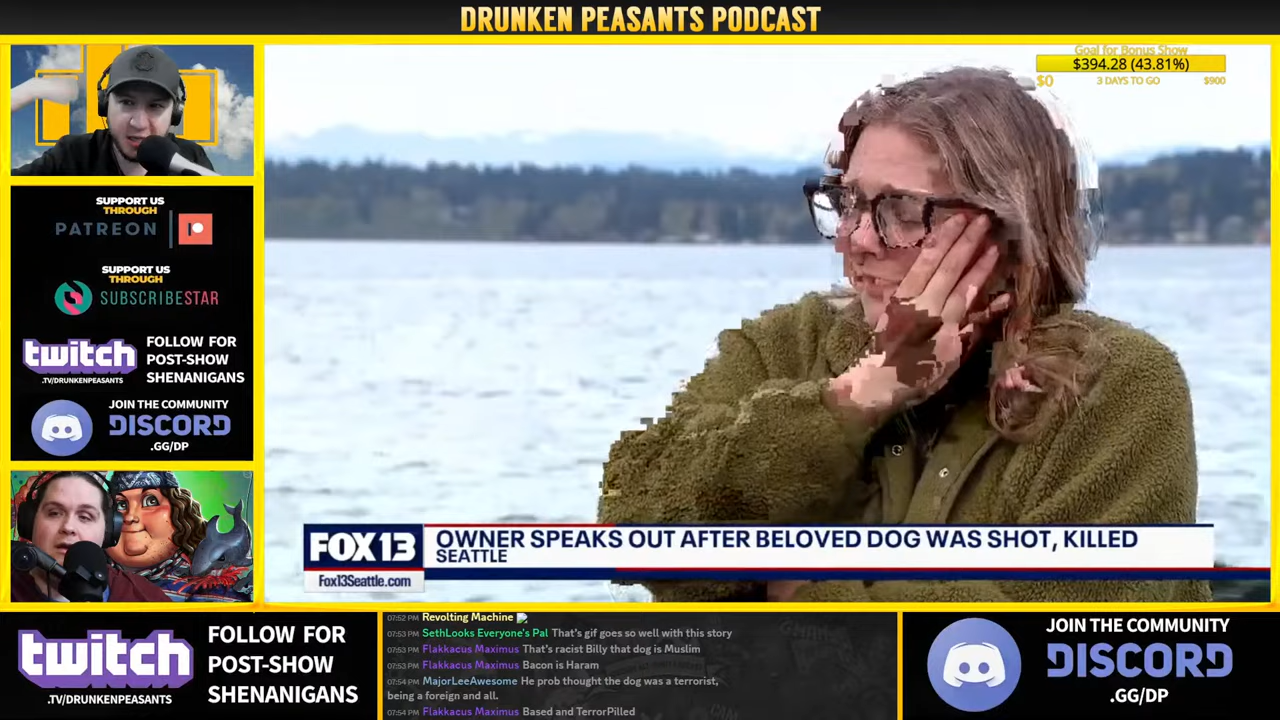 DRUNKEN PEASANTS PODCAST
Goal for Bonus Show
$394.28 (43.81%)
$0
3 DAYS TO GO
$900
SUPPORT US
THROUGH
PATREON
SUPPORT US
THROUGH
SUBSCRIBESTAR
twitch
.TV/DRUNKENPEASANTS
FOLLOW FOR
POST-SHOW
SHENANIGANS
JOIN THE COMMUNITY
DISCORD
.GG/DP
FOX 13
Fox13Seattle.com
OWNER SPEAKS OUT AFTER BELOVED DOG WAS SHOT, KILLED
SEATTLE
twitch
.TV/DRUNKENPEASANTS
FOLLOW FOR
POST-SHOW
SHENANIGANS
07:52 PM Revolting Machine
07:53 PM SethLooks Everyone's Pal That's gif goes so well with this story
07:53 PM Flakkacus Maximus That's racist Billy that dog is Muslim
07:53 PM Flakkacus Maximus Bacon is Haram
07:54 PM MajorLeeAwesome He prob thought the dog was a terrorist,
being a foreign and all.
07:54 PM Flakkacus Maximus Based and TerrorPilled
JOIN THE COMMUNITY
DISCORD
.GG/DP